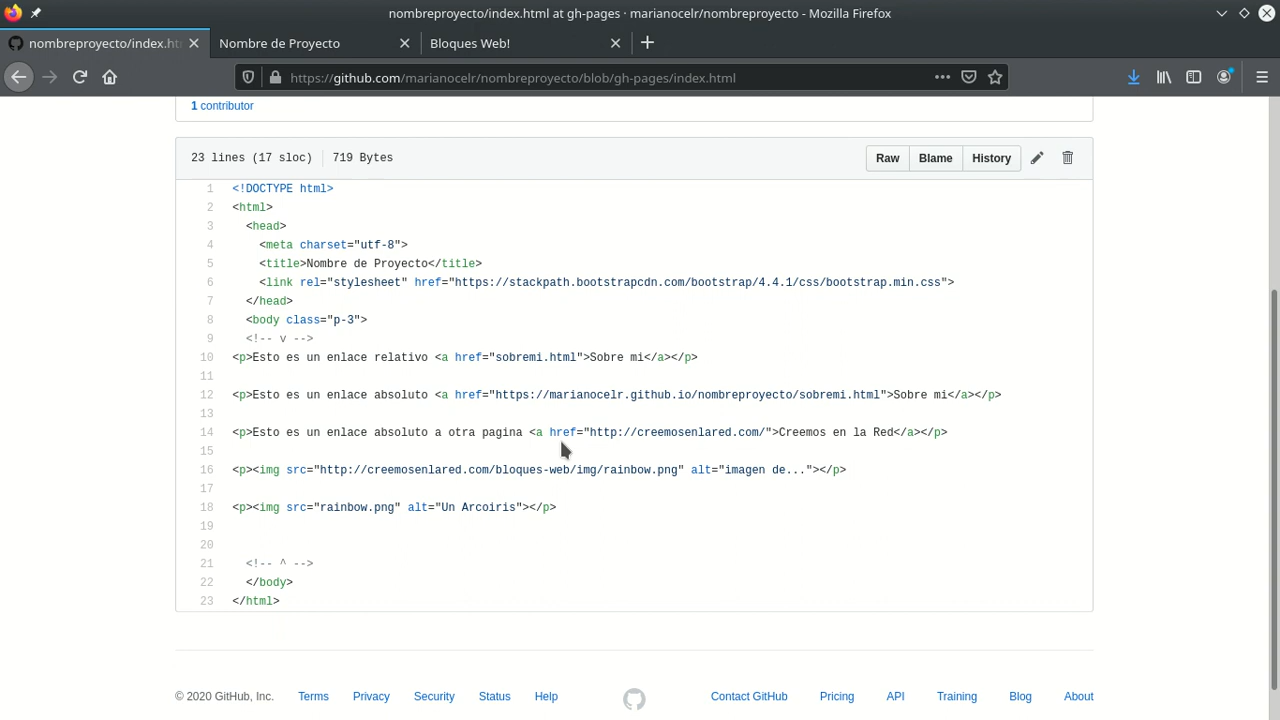 nombreproyecto/index.html at gh-pages · marianocelr/nombreproyecto - Mozilla Firefox
nombreproyecto/index.ht
Nombre de Proyecto
Bloques Web!
https://github.com/marianocelr/nombreproyecto/blob/gh-pages/index.html
1 contributor
23 lines (17 sloc) 719 Bytes
Raw Blame History
1 <!DOCTYPE html>
2 <html>
3 <head>
4 <meta charset="utf-8">
5 <title>Nombre de Proyecto</title>
6 <link rel="stylesheet" href="https://stackpath.bootstrapcdn.com/bootstrap/4.4.1/css/bootstrap.min.css">
7 </head>
8 <body class="p-3">
9 <!-- v -->
10 <p>Esto es un enlace relativo <a href="sobremi.html">Sobre mi</a></p>
11
12 <p>Esto es un enlace absoluto <a href="https://marianocelr.github.io/nombreproyecto/sobremi.html">Sobre mi</a></p>
13
14 <p>Esto es un enlace absoluto a otra pagina <a href="http://creemosenlared.com/">Creemos en la Red</a></p>
15
16 <p><img src="http://creemosenlared.com/bloques-web/img/rainbow.png" alt="imagen de..."></p>
17
18 <p><img src="rainbow.png" alt="Un Arcoiris"></p>
19
20
21 <!-- ^ -->
22 </body>
23 </html>
© 2020 GitHub, Inc. Terms Privacy Security Status Help Contact GitHub Pricing API Training Blog About